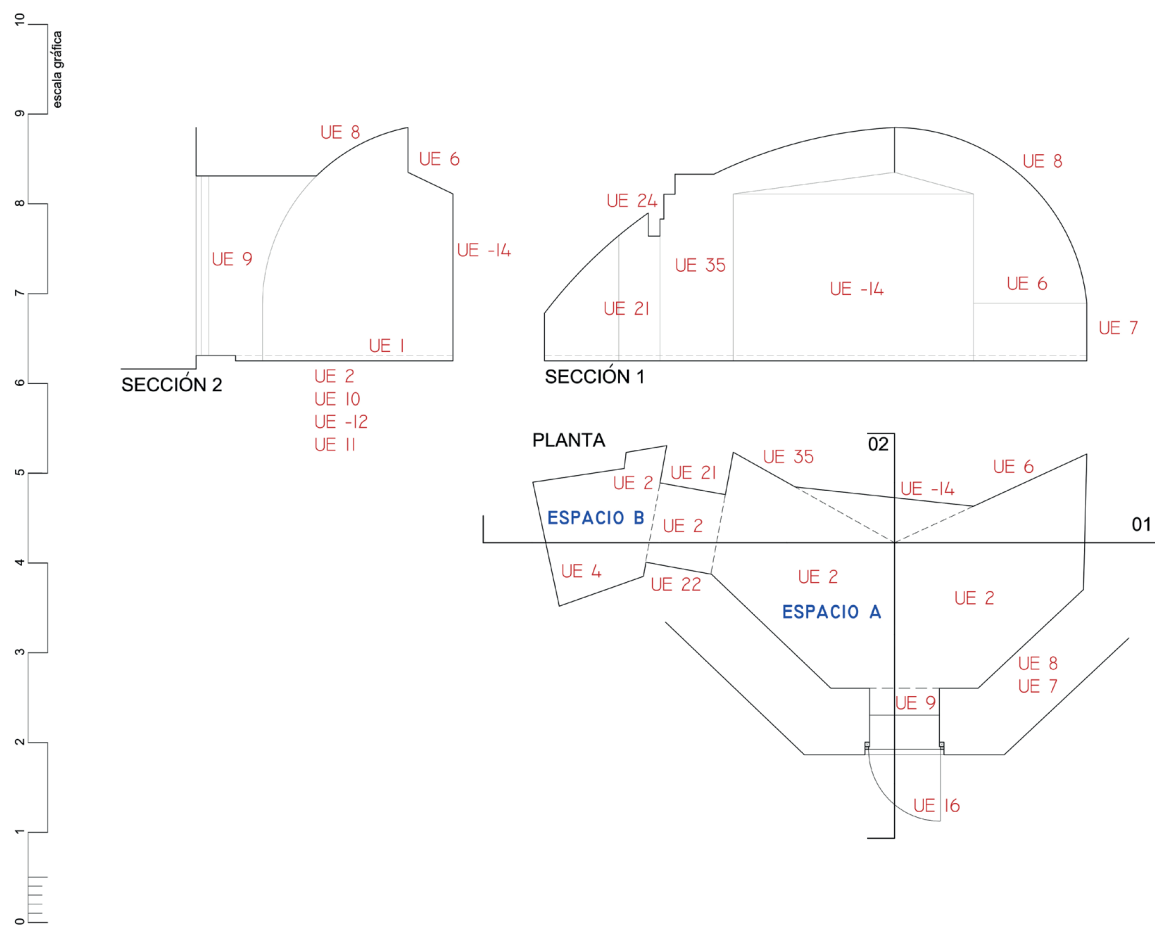 10
escala gráfica
9
8
7
6
5
4
3
2
1
0
UE 8
UE 6
UE 9
UE -14
UE 1
SECCIÓN 2
UE 2
UE 10
UE -12
UE 11
UE 8
UE 24
UE 35
UE 21
UE -14
UE 6
UE 7
SECCIÓN 1
PLANTA
02
UE 35
UE 6
UE 21
UE 2
UE -14
ESPACIO B
UE 2
01
UE 4
UE 22
UE 2
UE 2
ESPACIO A
UE 8
UE 7
UE 9
UE 16